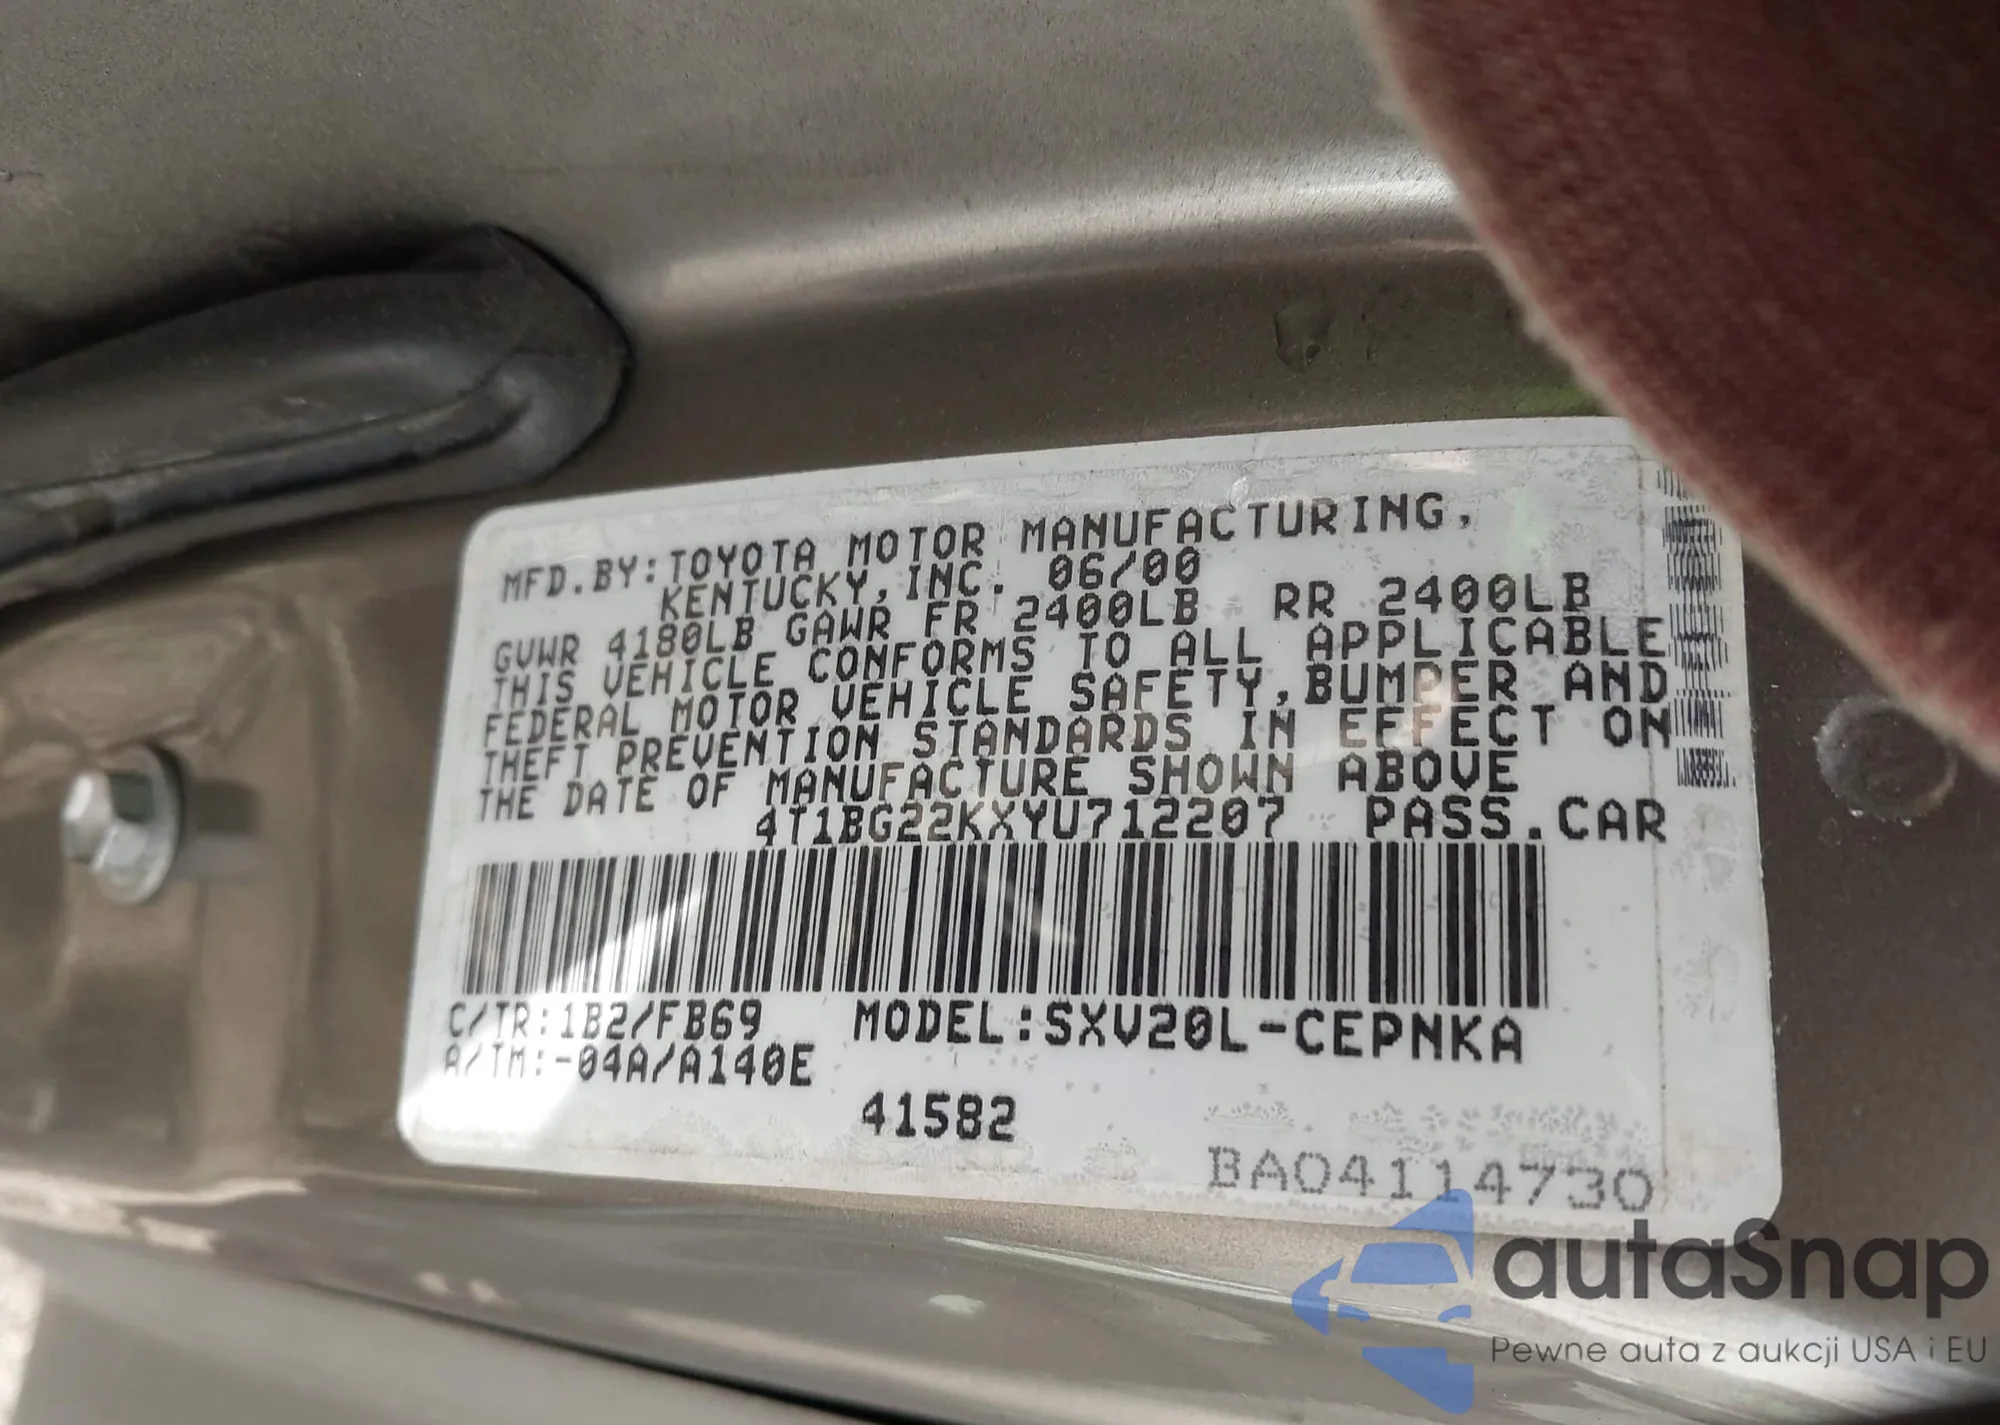 MFD.BY:TOYOTA MOTOR MANUFACTURING,
KENTUCKY,INC. 06/00
GVWR 4180LB GAWR FR 2400LB RR 2400LB
THIS VEHICLE CONFORMS TO ALL APPLICABLE
FEDERAL MOTOR VEHICLE SAFETY,BUMPER AND
THEFT PREVENTION STANDARDS IN EFFECT ON
THE DATE OF MANUFACTURE SHOWN ABOVE
4T1BG22KXYU712207 PASS.CAR
C/TR:1B2/FB69 MODEL:SXV20L-CEPNKA
A/TM:-04A/A140E
41582
BA04114730
autaSnap
Pewne auta z aukcji USA i EU